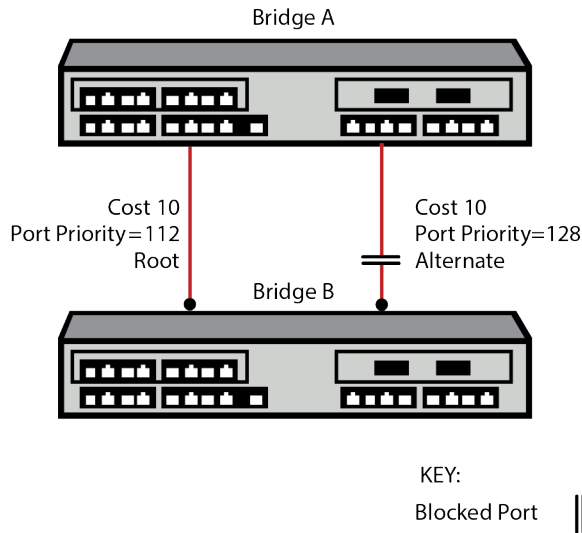 Bridge A
Cost 10
Port Priority=112
Root
Cost 10
Port Priority=128
Alternate
Bridge B
KEY:
Blocked Port